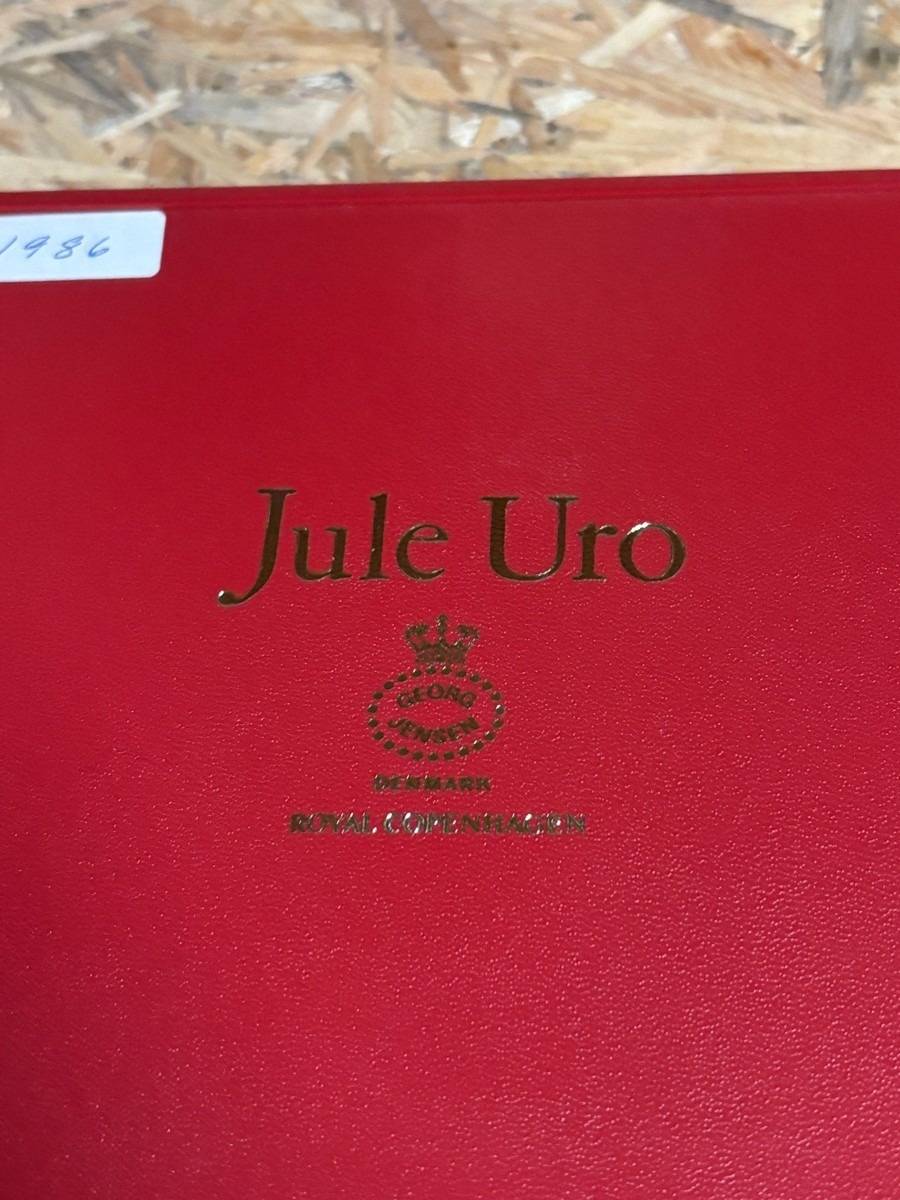 1986
Jule Uro
GEORG
JENSEN
DENMARK
ROYAL COPENHAGEN